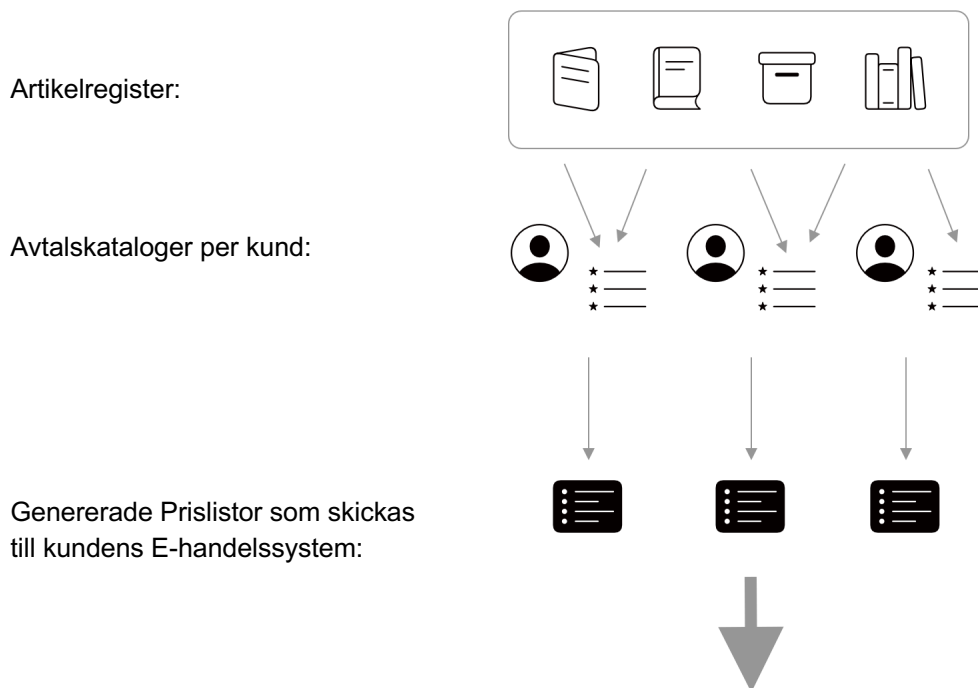 Artikelregister:
Avtalskataloger per kund:
Genererade Prislistor som skickas
till kundens E-handelssystem: